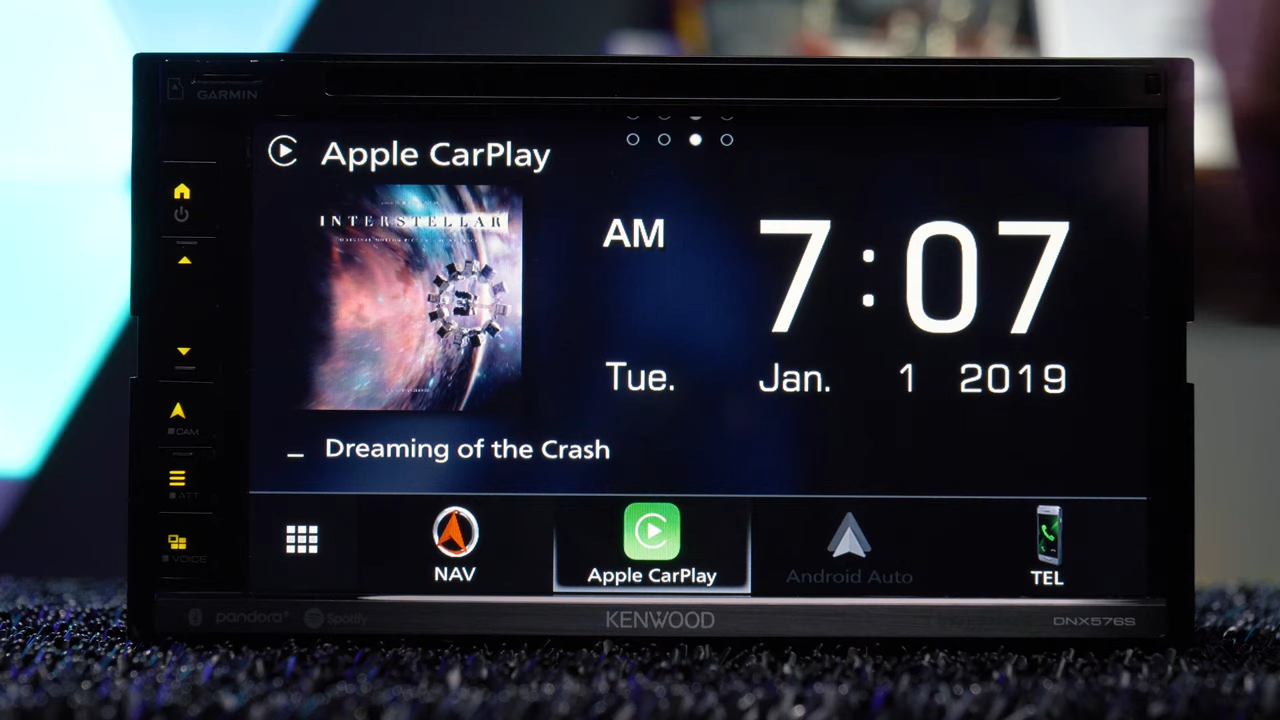 GARMIN
Apple CarPlay
INTERSTELLAR
AM 7:07
Tue. Jan. 1 2019
Dreaming of the Crash
CAM
ATT
VOICE
NAV
Apple CarPlay
Android Auto
TEL
pandora
Spotify
KENWOOD
DNX576S